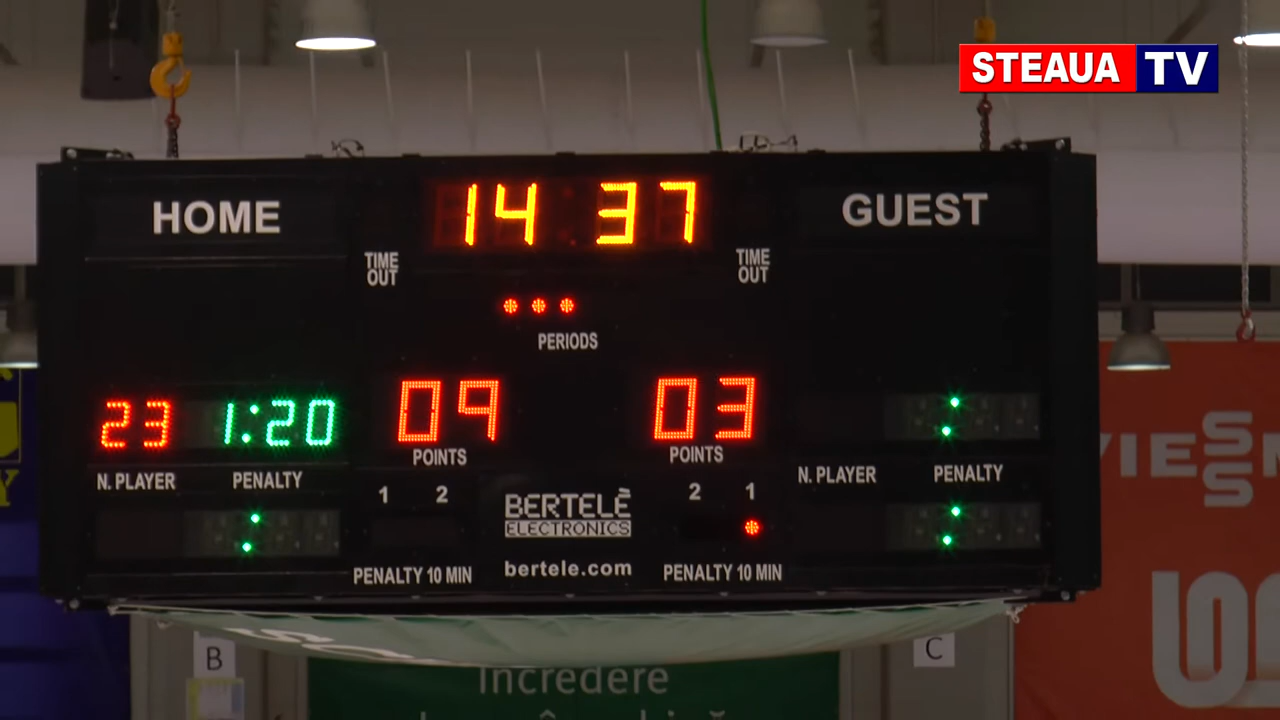 STEAUA TV
HOME
14 37
GUEST
TIME
OUT
TIME
OUT
PERIODS
23
1:20
09
03
POINTS
POINTS
N. PLAYER
PENALTY
N. PLAYER
PENALTY
1 2
2 1
BERTELÈ
ELECTRONICS
bertele.com
PENALTY 10 MIN
PENALTY 10 MIN
B
C
Încredere